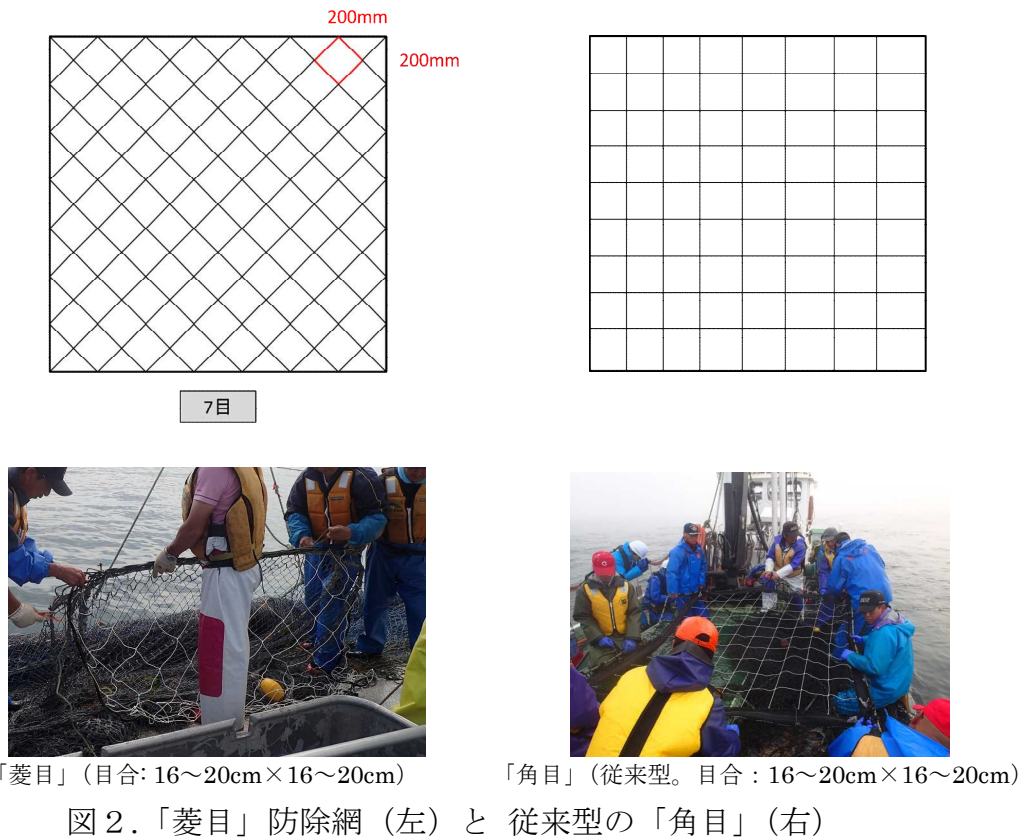 200mm
200mm
7目
「菱目」（目合: 16～20cm×16～20cm）
「角目」（従来型。目合：16～20cm×16～20cm）
図２.「菱目」防除網（左）と 従来型の「角目」（右）